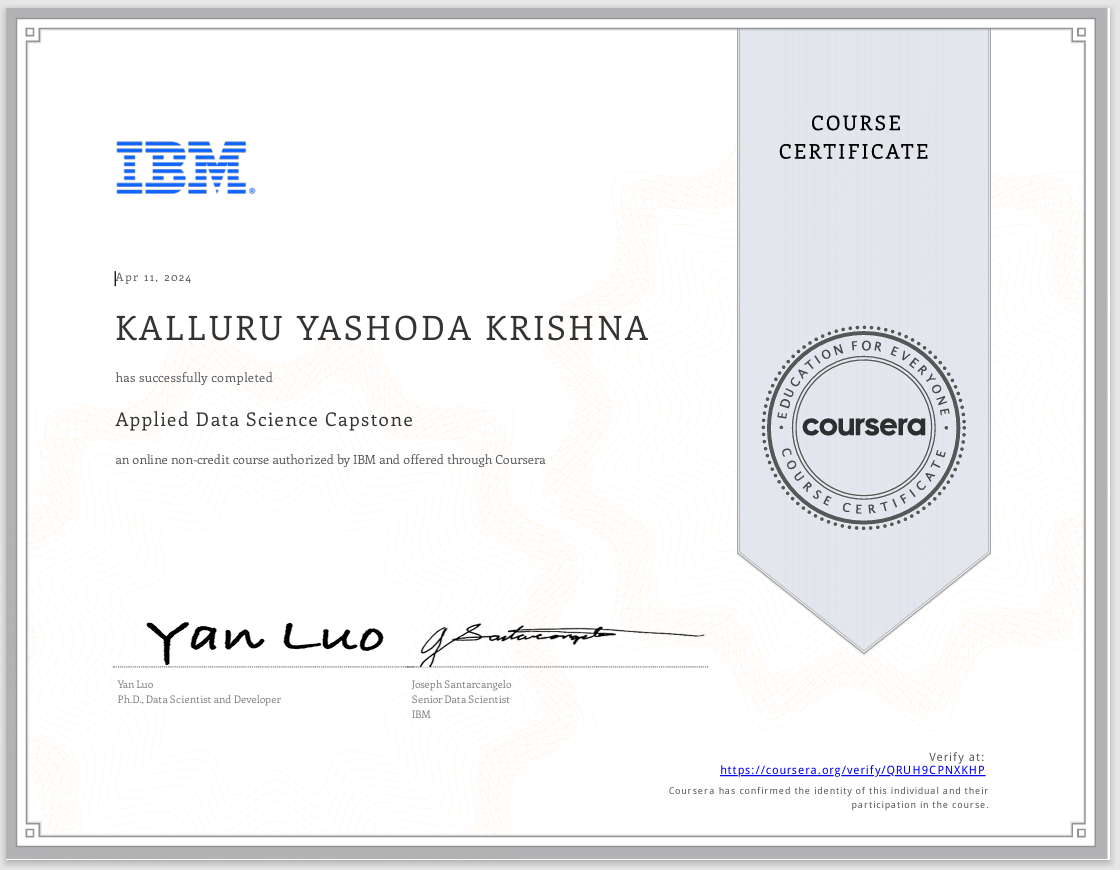 IBM®
COURSE
CERTIFICATE
Apr 11, 2024
KALLURU YASHODA KRISHNA
has successfully completed
Applied Data Science Capstone
an online non-credit course authorized by IBM and offered through Coursera
EDUCATION FOR EVERYONE
coursera
COURSE CERTIFICATE
Yan Luo
G Santarcangelo
Yan Luo
Ph.D., Data Scientist and Developer
Joseph Santarcangelo
Senior Data Scientist
IBM
Verify at:
https://coursera.org/verify/QRUH9CPNXKHP
Coursera has confirmed the identity of this individual and their
participation in the course.